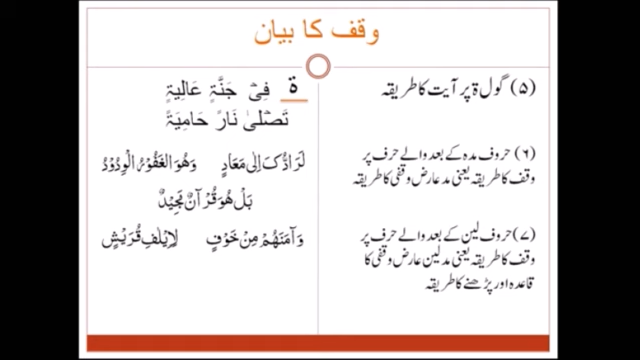 وقف کا بیان
(۵) گول ۃ پر آیت کا طریقہ
ۃ فِیْ جَنَّۃٍ عَالِیَۃٍ
تَصْلٰی نَارً حَامِیَۃً
(۶) حروف مدہ کے بعد والے حرف پر
وقف کا طریقہ یعنی مد عارض وقفی کا طریقہ
لَرَآدُّکَ اِلٰی مَعَادٍ وَھُوَ الْغَفُوْرُ الْوَدُوْدُ
بَلْ ھُوَ قُرْآنٌ مَّجِیْدٌ
(۷) حروف لین کے بعد والے حرف پر
وقف کا طریقہ یعنی مد لین عارض وقفی کا
قاعدہ اور پڑھنے کا طریقہ
وَآمَنَھُمْ مِنْ خَوْفٍ لِاِیْلٰفِ قُرَیْشٍ